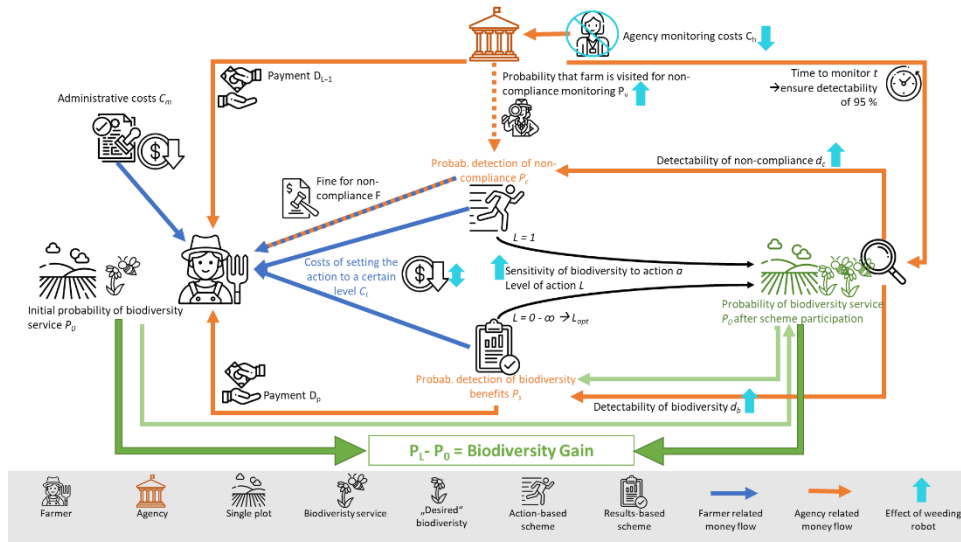 Agency monitoring costs Cₕ
Payment D_L=1
Probability that farm is visited for non-
compliance monitoring Pᵥ
Time to monitor t
→ensure detectability
of 95 %
Administrative costs Cₘ
Probab. detection of non-
compliance P_c
Detectability of non-compliance d_c
Fine for non-
compliance F
L = 1
Costs of setting the
action to a certain
level C_L
Sensitivity of biodiversity to action a
Level of action L
Initial probability of biodiversity
service P₀
Probability of biodiversity service
P₀ after scheme participation
L = 0 - ∞ → Lₒₚₜ
Probab. detection of biodiversity
benefits Pₛ
Payment Dₚ
Detectability of biodiversity d_b
P_L- P₀ = Biodiversity Gain
Farmer
Agency
Single plot
Biodiveristy service
„Desired"
biodiveristy
Action-based
scheme
Results-based
scheme
Farmer related
money flow
Agency related
money flow
Effect of weeding
robot